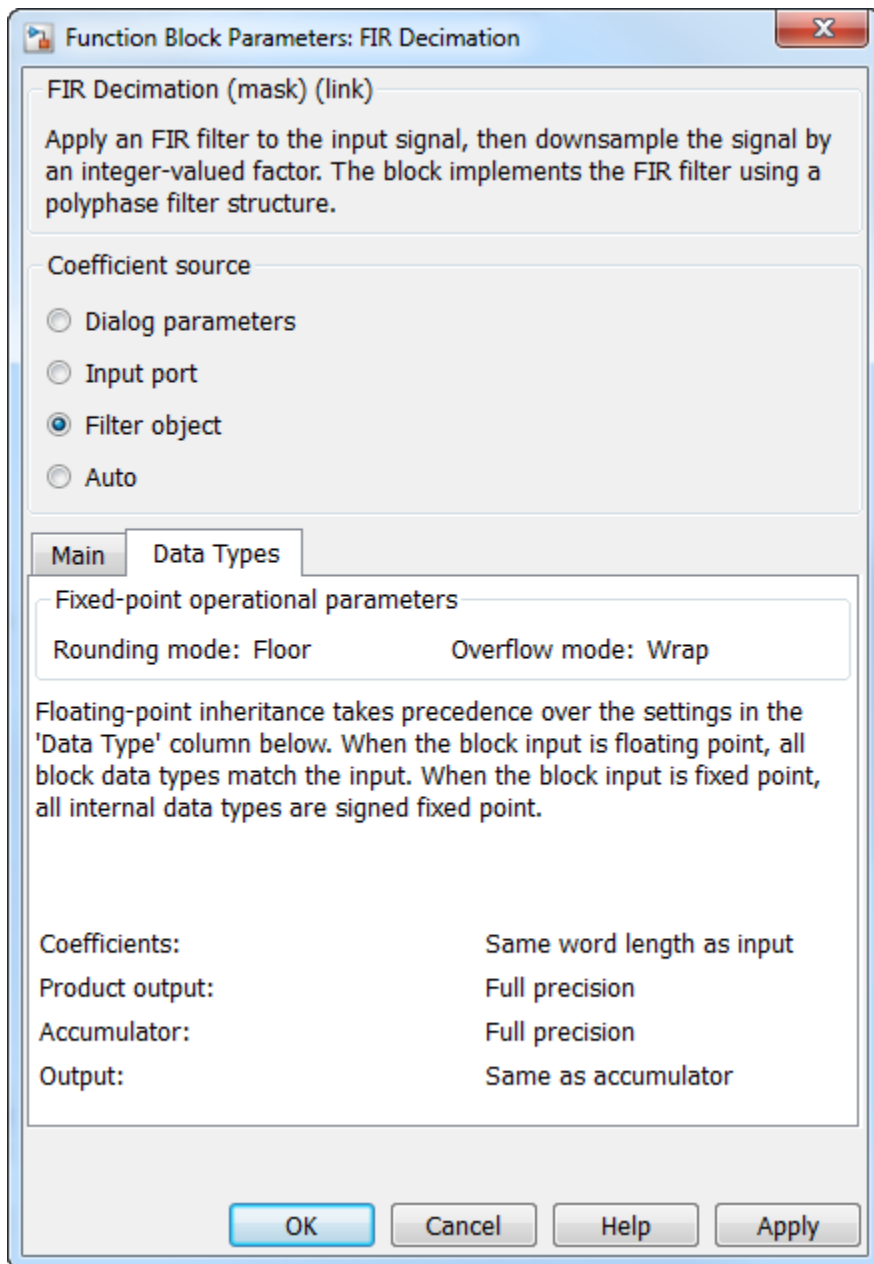 Function Block Parameters: FIR Decimation
X
FIR Decimation (mask) (link)
Apply an FIR filter to the input signal, then downsample the signal by
an integer-valued factor. The block implements the FIR filter using a
polyphase filter structure.
Coefficient source
Dialog parameters
Input port
Filter object
Auto
Main Data Types
Fixed-point operational parameters
Rounding mode: Floor Overflow mode: Wrap
Floating-point inheritance takes precedence over the settings in the
'Data Type' column below. When the block input is floating point, all
block data types match the input. When the block input is fixed point,
all internal data types are signed fixed point.
Coefficients: Same word length as input
Product output: Full precision
Accumulator: Full precision
Output: Same as accumulator
OK Cancel Help Apply